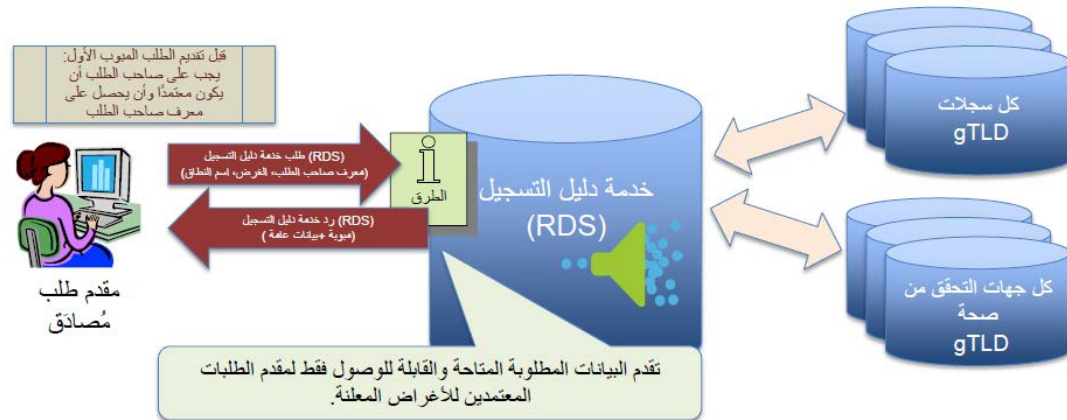 قبل تقديم الطلب المبوب الأول:
يجب على صاحب الطلب أن
يكون معتمدًا وأن يحصل على
معرف صاحب الطلب
(RDS) طلب خدمة دليل التسجيل
(معرف صاحب الطلب، الغرض، اسم النطاق)
(RDS) رد خدمة دليل التسجيل
(مبوبة +بيانات عامة )
مقدم طلب
مُصادَق
i
الطرق
خدمة دليل التسجيل
(RDS)
كل سجلات
gTLD
كل جهات التحقق من
صحة
gTLD
تقدم البيانات المطلوبة المتاحة والقابلة للوصول فقط لمقدم الطلبات
المعتمدين للأغراض المعلنة.